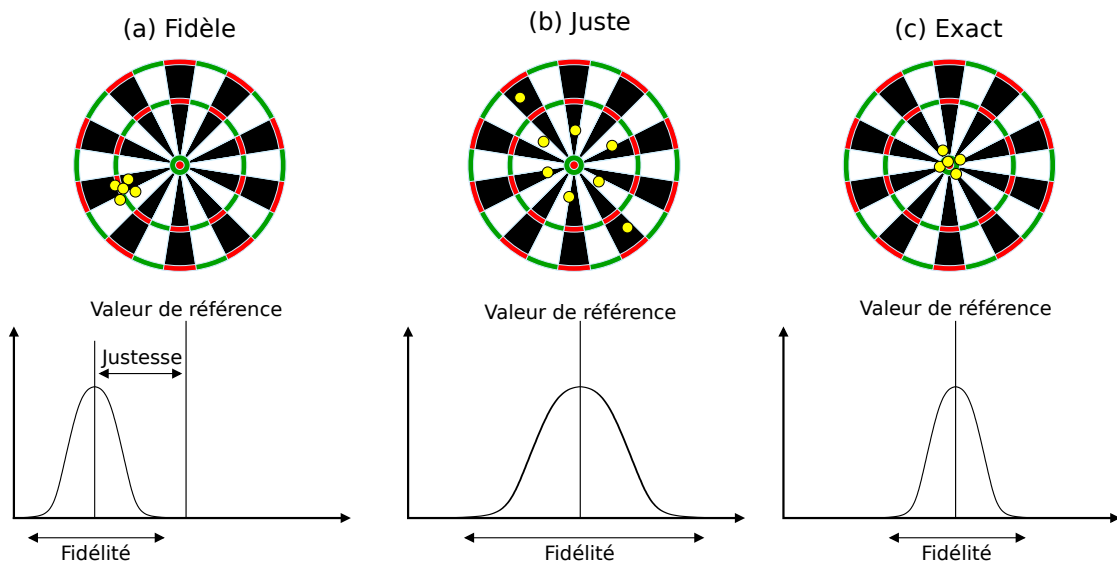 (a) Fidèle
(b) Juste
(c) Exact
Valeur de référence
Valeur de référence
Valeur de référence
Justesse
Fidélité
Fidélité
Fidélité